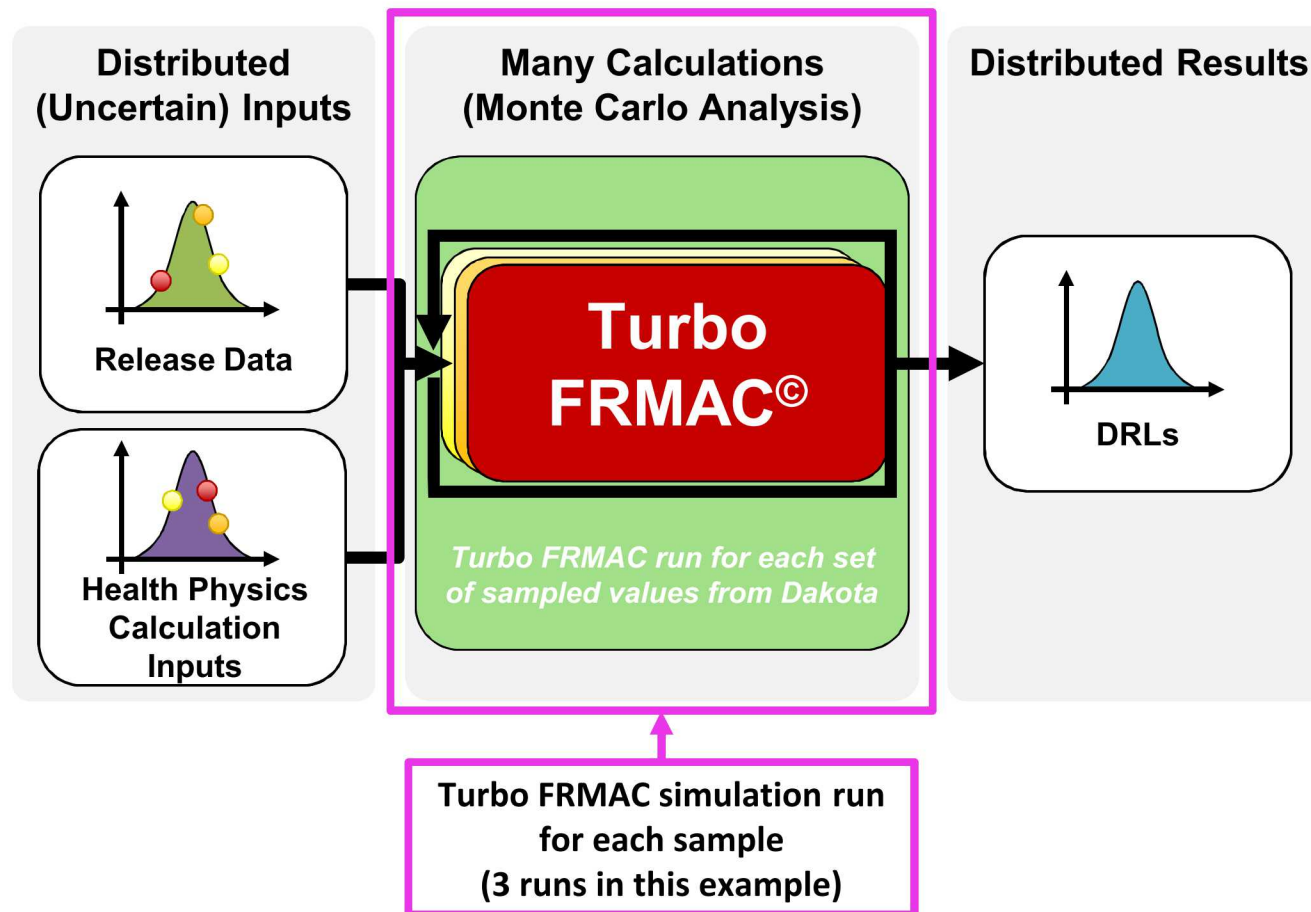 Distributed
(Uncertain) Inputs
Release Data
Health Physics
Calculation
Inputs
Many Calculations
(Monte Carlo Analysis)
Turbo
FRMAC©
Turbo FRMAC run for each set
of sampled values from Dakota
Distributed Results
DRLs
Turbo FRMAC simulation run
for each sample
(3 runs in this example)